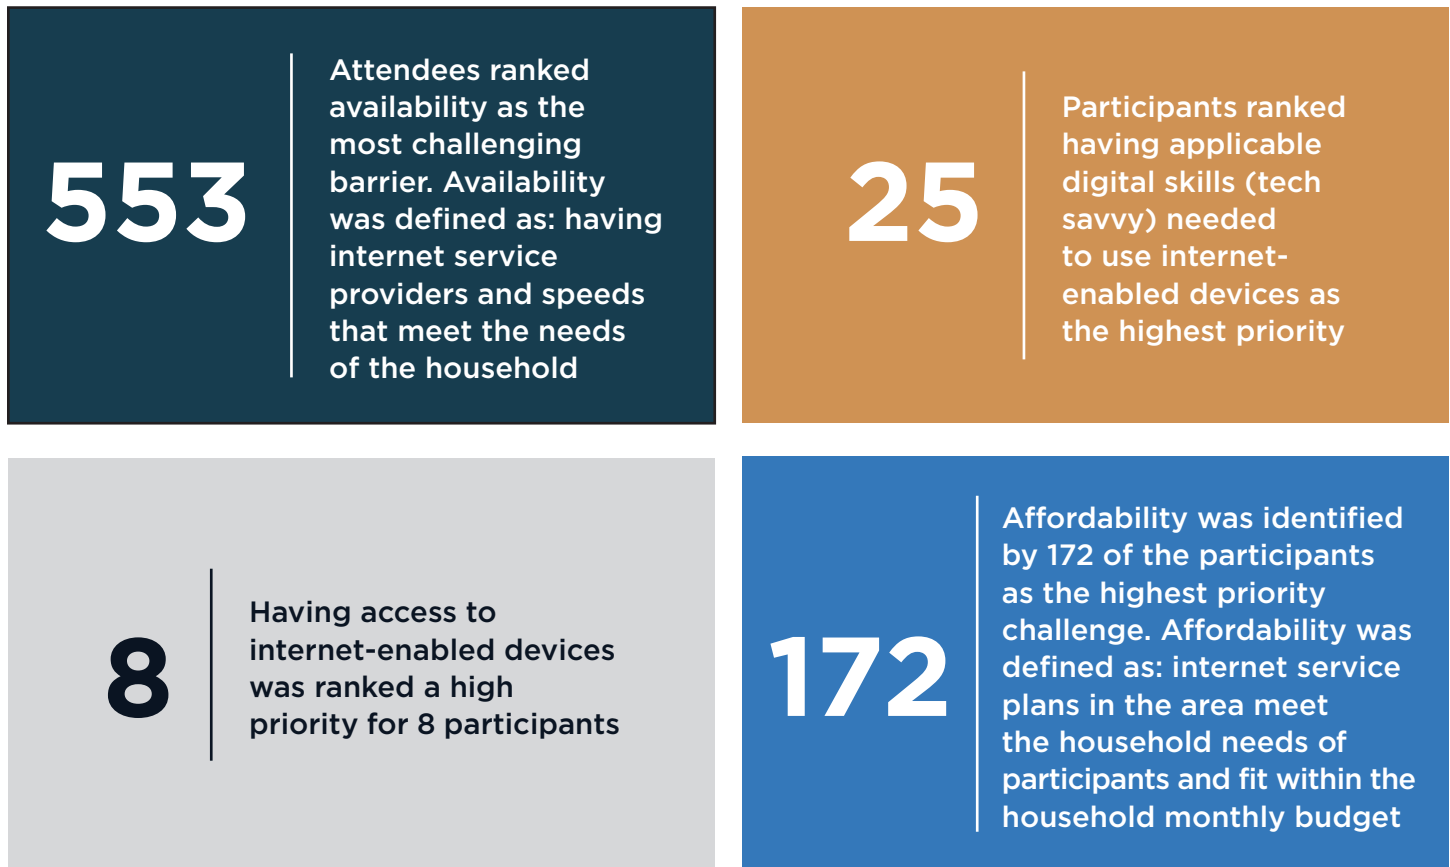 553
Attendees ranked
availability as the
most challenging
barrier. Availability
was defined as: having
internet service
providers and speeds
that meet the needs
of the household
25
Participants ranked
having applicable
digital skills (tech
savvy) needed
to use internet-
enabled devices as
the highest priority
8
Having access to
internet-enabled devices
was ranked a high
priority for 8 participants
172
Affordability was identified
by 172 of the participants
as the highest priority
challenge. Affordability was
defined as: internet service
plans in the area meet
the household needs of
participants and fit within the
household monthly budget